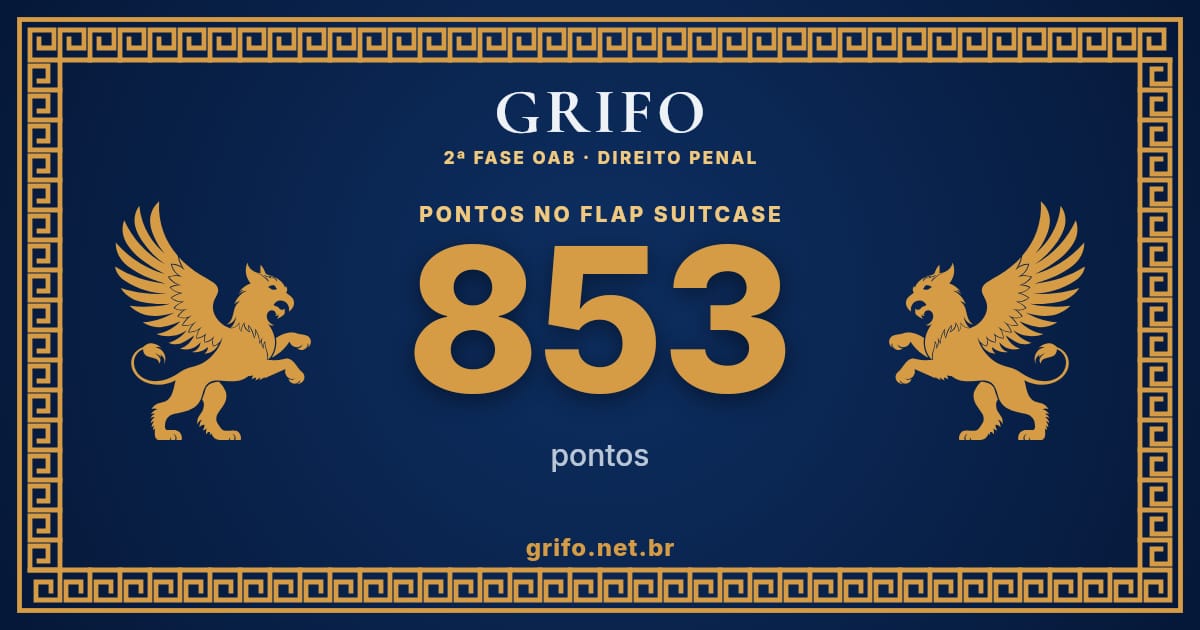 GRIFO
2ª FASE OAB · DIREITO PENAL
PONTOS NO FLAP SUITCASE
853
pontos
grifo.net.br